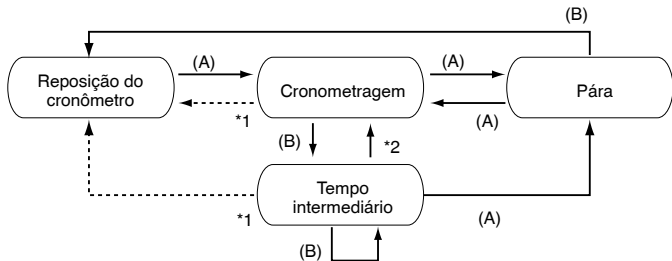 (B)
(A)
(A)
Reposição do
cronômetro
Cronometragem
Pára
*1
(A)
(B)
*2
Tempo
intermediário
*1
(A)
(B)